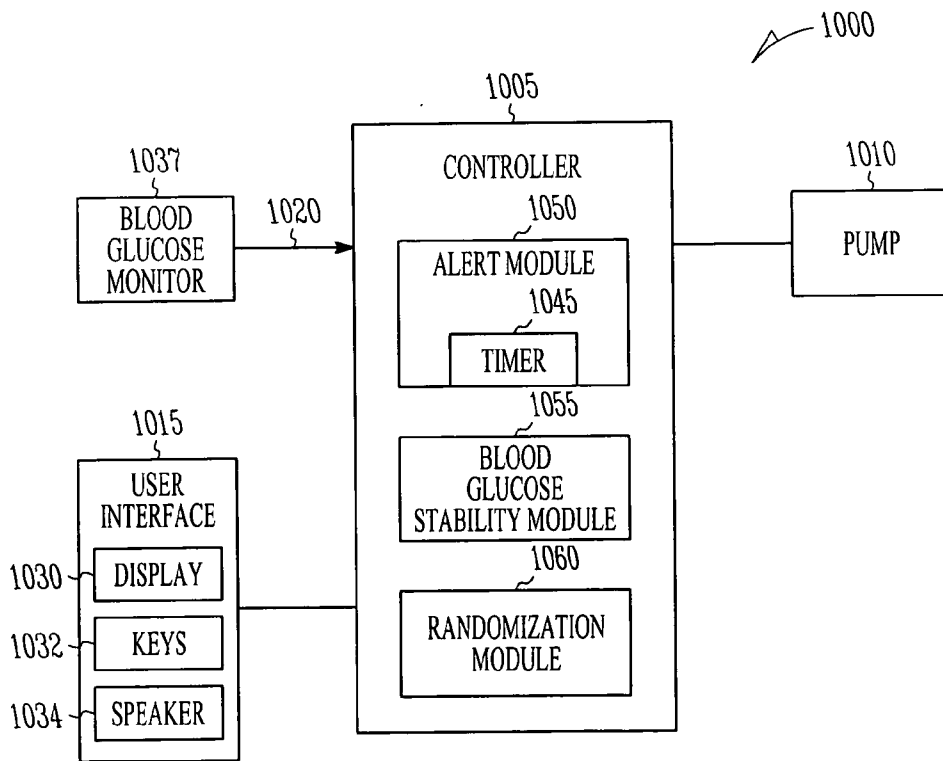 1000
1005
CONTROLLER
1037
BLOOD
GLUCOSE
MONITOR
1020
1010
PUMP
1050
ALERT MODULE
1045
TIMER
1055
BLOOD
GLUCOSE
STABILITY MODULE
1060
RANDOMIZATION
MODULE
1015
USER
INTERFACE
1030
DISPLAY
1032
KEYS
1034
SPEAKER